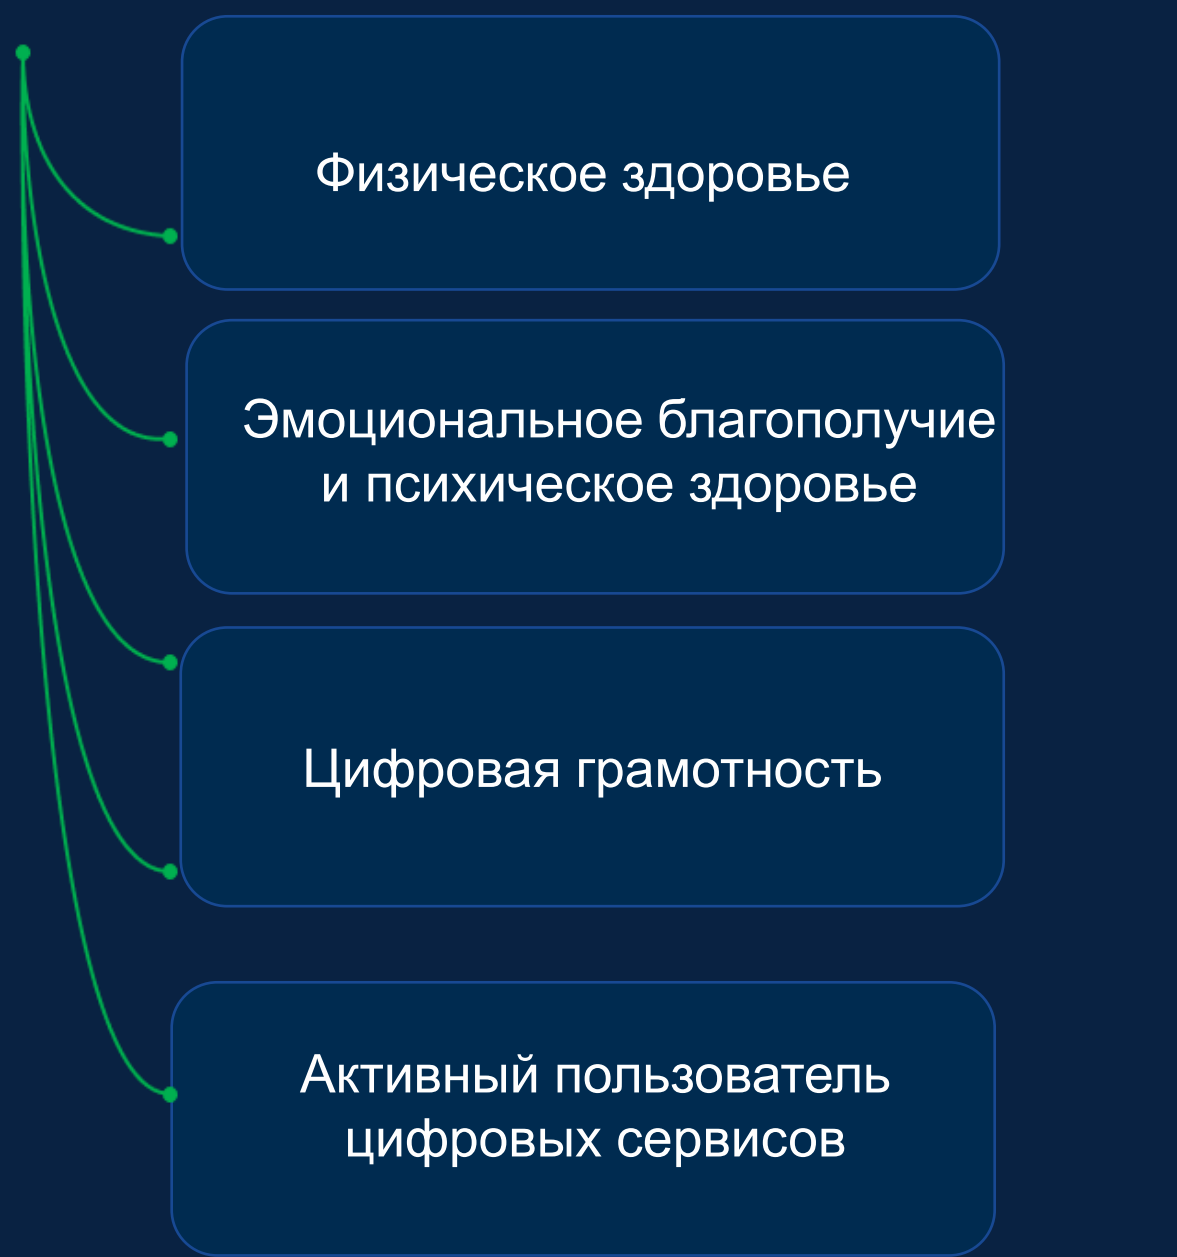 Физическое здоровье
Эмоциональное благополучие
и психическое здоровье
Цифровая грамотность
Активный пользователь
цифровых сервисов